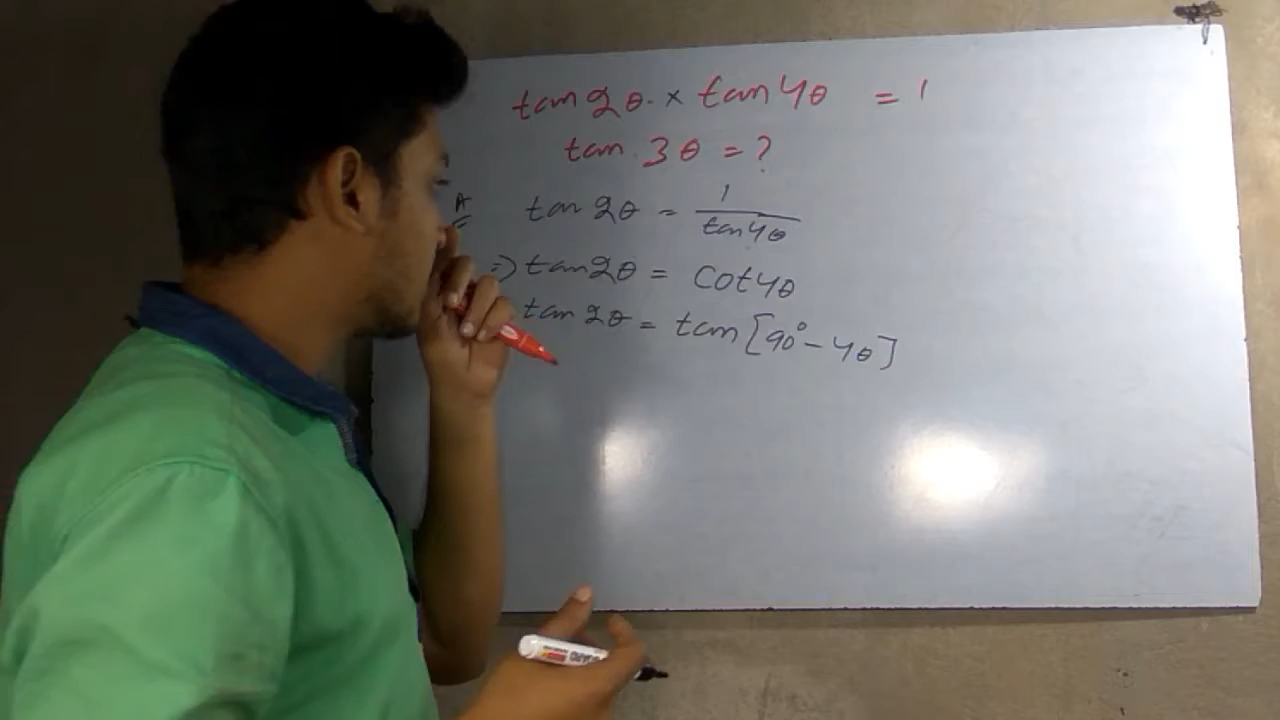 tan 2θ. × tan 4θ = 1
tan. 3θ = ?
A tan 2θ = 1/tan 4θ
=> tan 2θ = cot 4θ
tan 2θ = tan [90° - 4θ]